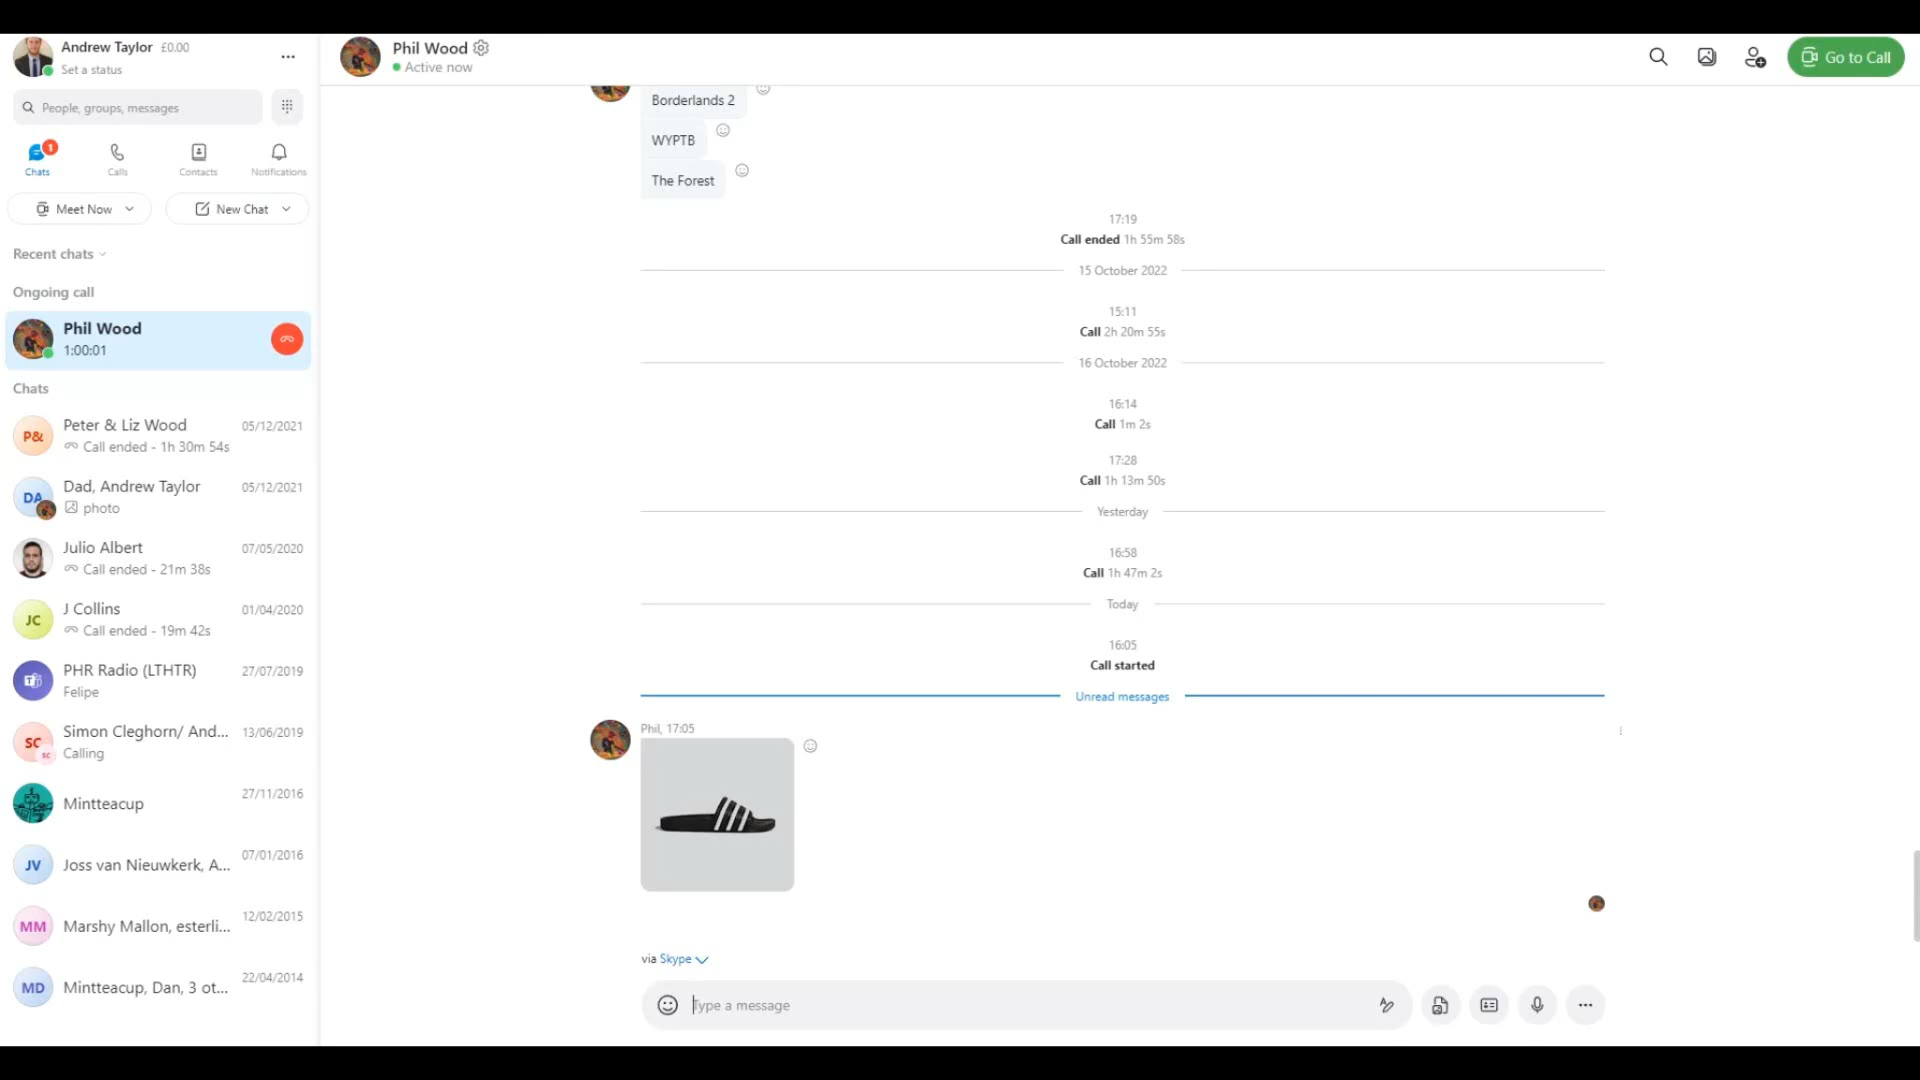 Andrew Taylor £0.00
Set a status
People, groups, messages
1
Chats
Calls
Contacts
Notifications
Meet Now
New Chat
Recent chats
Ongoing call
Phil Wood
1:00:01
Chats
P&
Peter & Liz Wood 05/12/2021
Call ended - 1h 30m 54s
DA
Dad, Andrew Taylor 05/12/2021
photo
Julio Albert 07/05/2020
Call ended - 21m 38s
JC
J Collins 01/04/2020
Call ended - 19m 42s
PHR Radio (LTHTR) 27/07/2019
Felipe
SC
SC
Simon Cleghorn/ And... 13/06/2019
Calling
Mintteacup 27/11/2016
JV
Joss van Nieuwkerk, A... 07/01/2016
MM
Marshy Mallon, esterli... 12/02/2015
MD
Mintteacup, Dan, 3 ot... 22/04/2014
Phil Wood
Active now
Go to Call
Borderlands 2
WYPTB
The Forest
17:19
Call ended 1h 55m 58s
15 October 2022
15:11
Call 2h 20m 55s
16 October 2022
16:14
Call 1m 2s
17:28
Call 1h 13m 50s
Yesterday
16:58
Call 1h 47m 2s
Today
16:05
Call started
Unread messages
Phil, 17:05
via Skype
Type a message